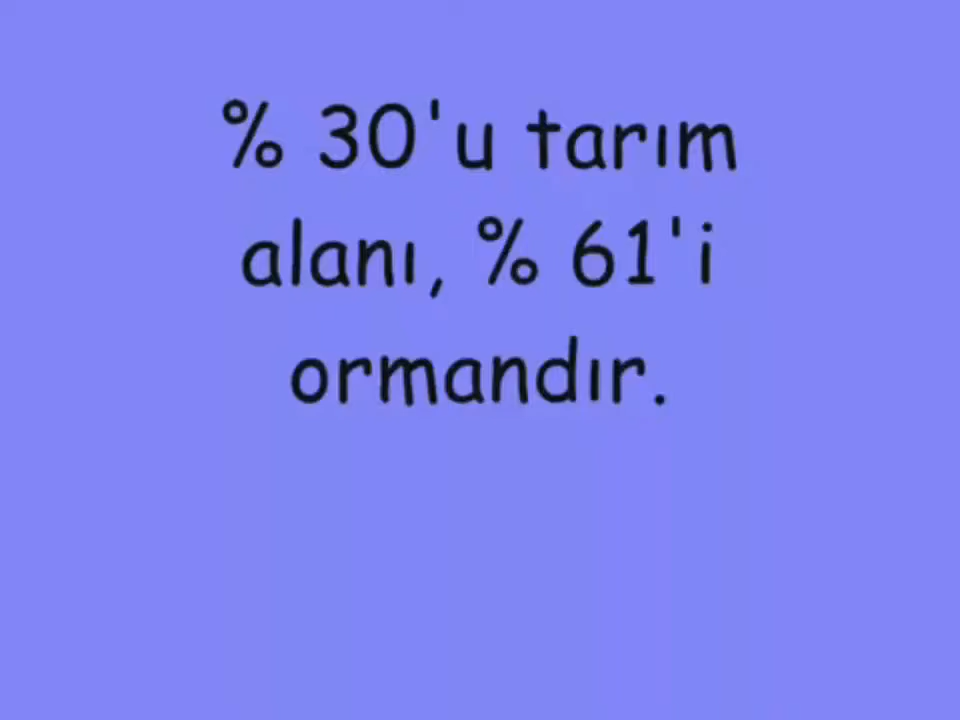 % 30'u tarım
alanı, % 61'i
ormandır.